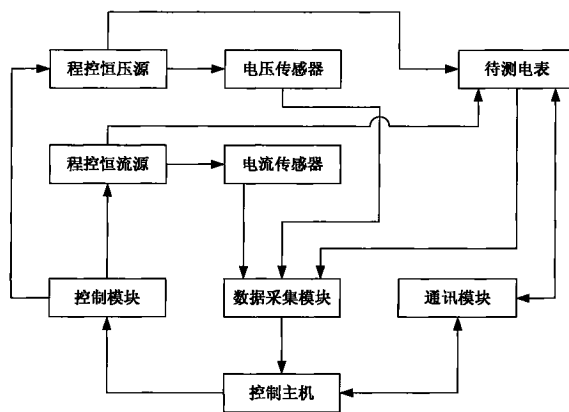 程控恒压源
电压传感器
待测电表
程控恒流源
电流传感器
控制模块
数据采集模块
通讯模块
控制主机